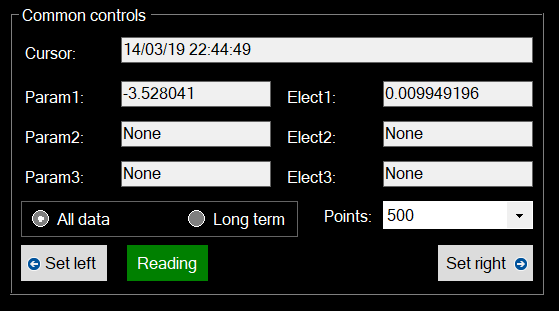 Common controls
Cursor: 14/03/19 22:44:49
Param1: -3.528041 Elect1: 0.009949196
Param2: None Elect2: None
Param3: None Elect3: None
All data Long term Points: 500
Set left Reading Set right